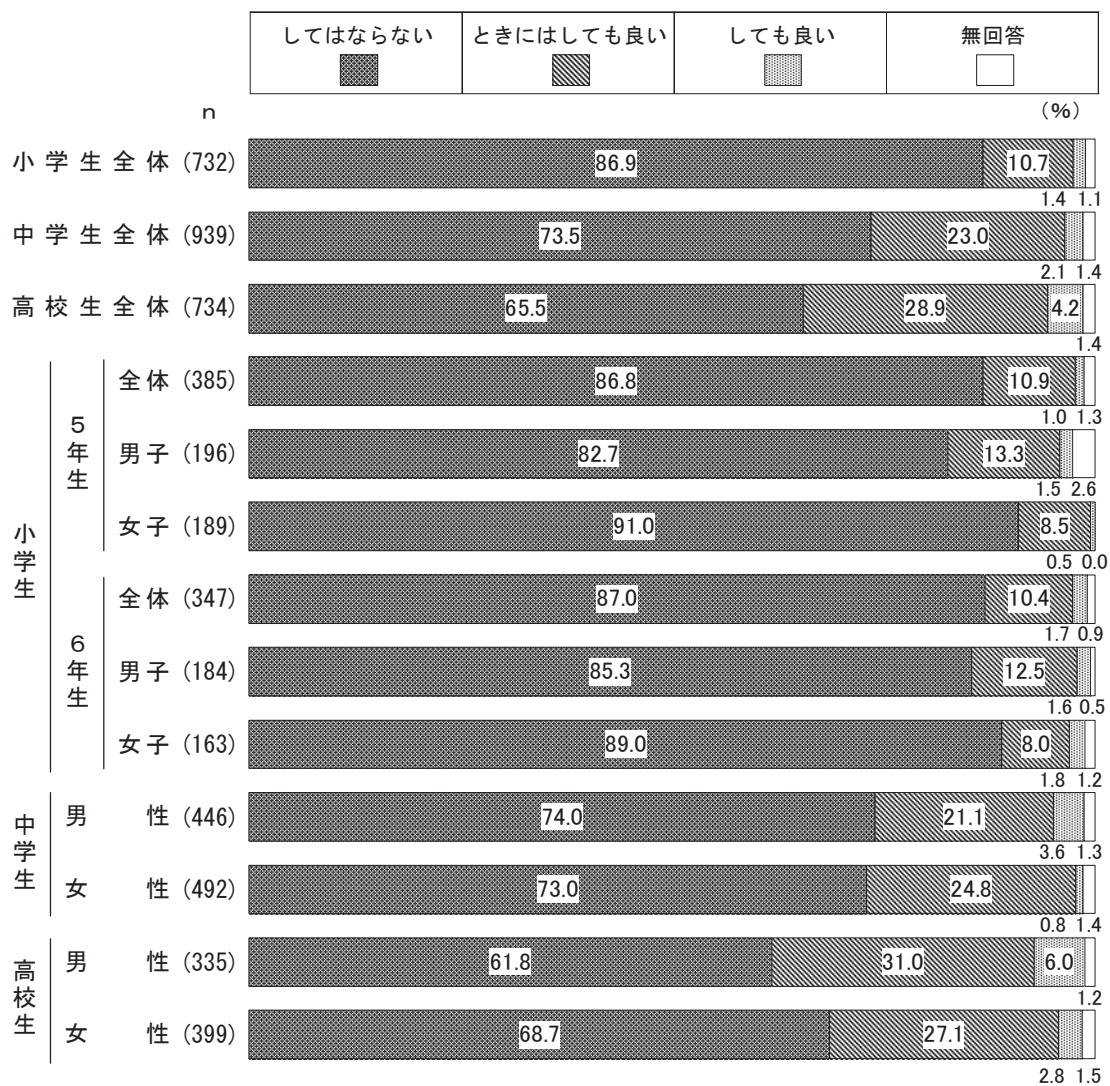 してはならない ときにはしても良い しても良い 無回答
n (%)
小学生全体 (732) 86.9 10.7
1.4 1.1
中学生全体 (939) 73.5 23.0
2.1 1.4
高校生全体 (734) 65.5 28.9 4.2
1.4
小学生
5年生
全体 (385) 86.8 10.9
1.0 1.3
男子 (196) 82.7 13.3
1.5 2.6
女子 (189) 91.0 8.5
0.5 0.0
6年生
全体 (347) 87.0 10.4
1.7 0.9
男子 (184) 85.3 12.5
1.6 0.5
女子 (163) 89.0 8.0
1.8 1.2
中学生
男性 (446) 74.0 21.1
3.6 1.3
女性 (492) 73.0 24.8
0.8 1.4
高校生
男性 (335) 61.8 31.0 6.0
1.2
女性 (399) 68.7 27.1
2.8 1.5